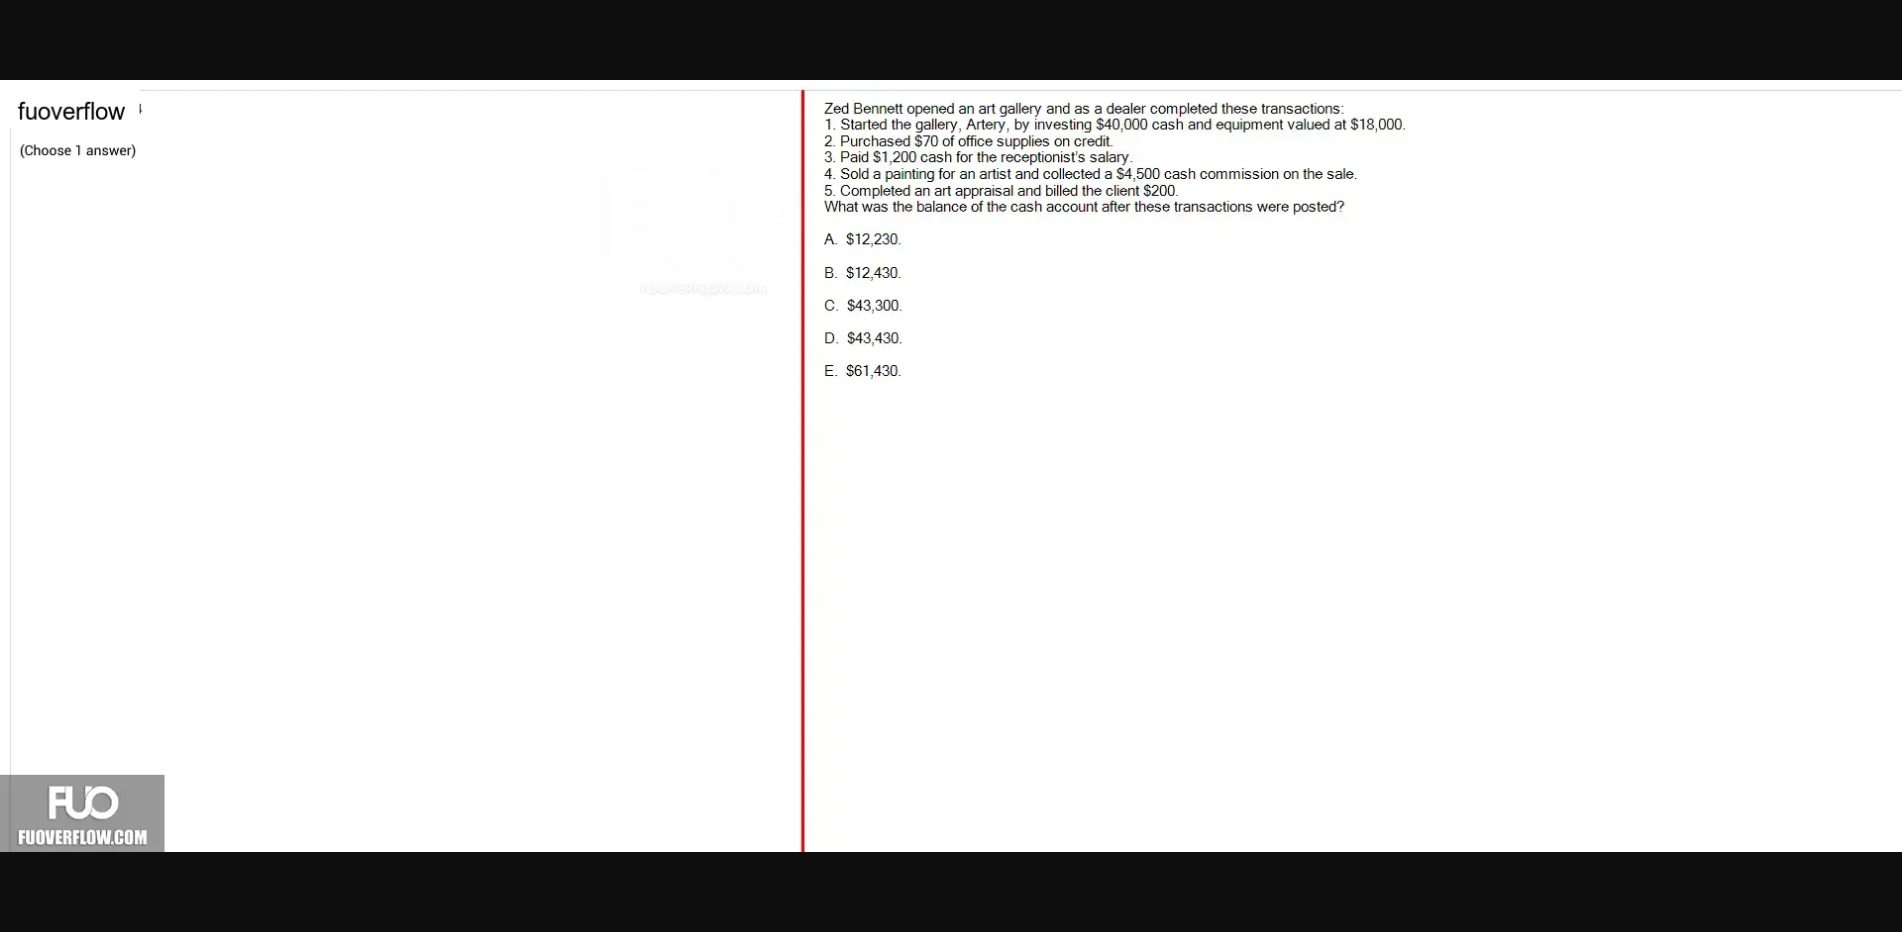 fuoverflow
(Choose 1 answer)
Zed Bennett opened an art gallery and as a dealer completed these transactions:
1. Started the gallery, Artery, by investing $40,000 cash and equipment valued at $18,000.
2. Purchased $70 of office supplies on credit.
3. Paid $1,200 cash for the receptionist's salary.
4. Sold a painting for an artist and collected a $4,500 cash commission on the sale.
5. Completed an art appraisal and billed the client $200.
What was the balance of the cash account after these transactions were posted?
A. $12,230.
B. $12,430.
C. $43,300.
D. $43,430.
E. $61,430.
FUOVERFLOW.COM
FUO
FUOVERFLOW.COM